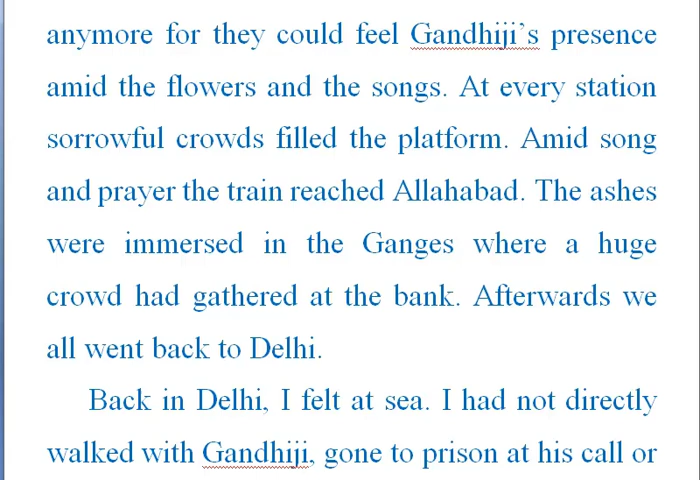 anymore for they could feel Gandhiji’s presence
amid the flowers and the songs. At every station
sorrowful crowds filled the platform. Amid song
and prayer the train reached Allahabad. The ashes
were immersed in the Ganges where a huge
crowd had gathered at the bank. Afterwards we
all went back to Delhi.
Back in Delhi, I felt at sea. I had not directly
walked with Gandhiji, gone to prison at his call or